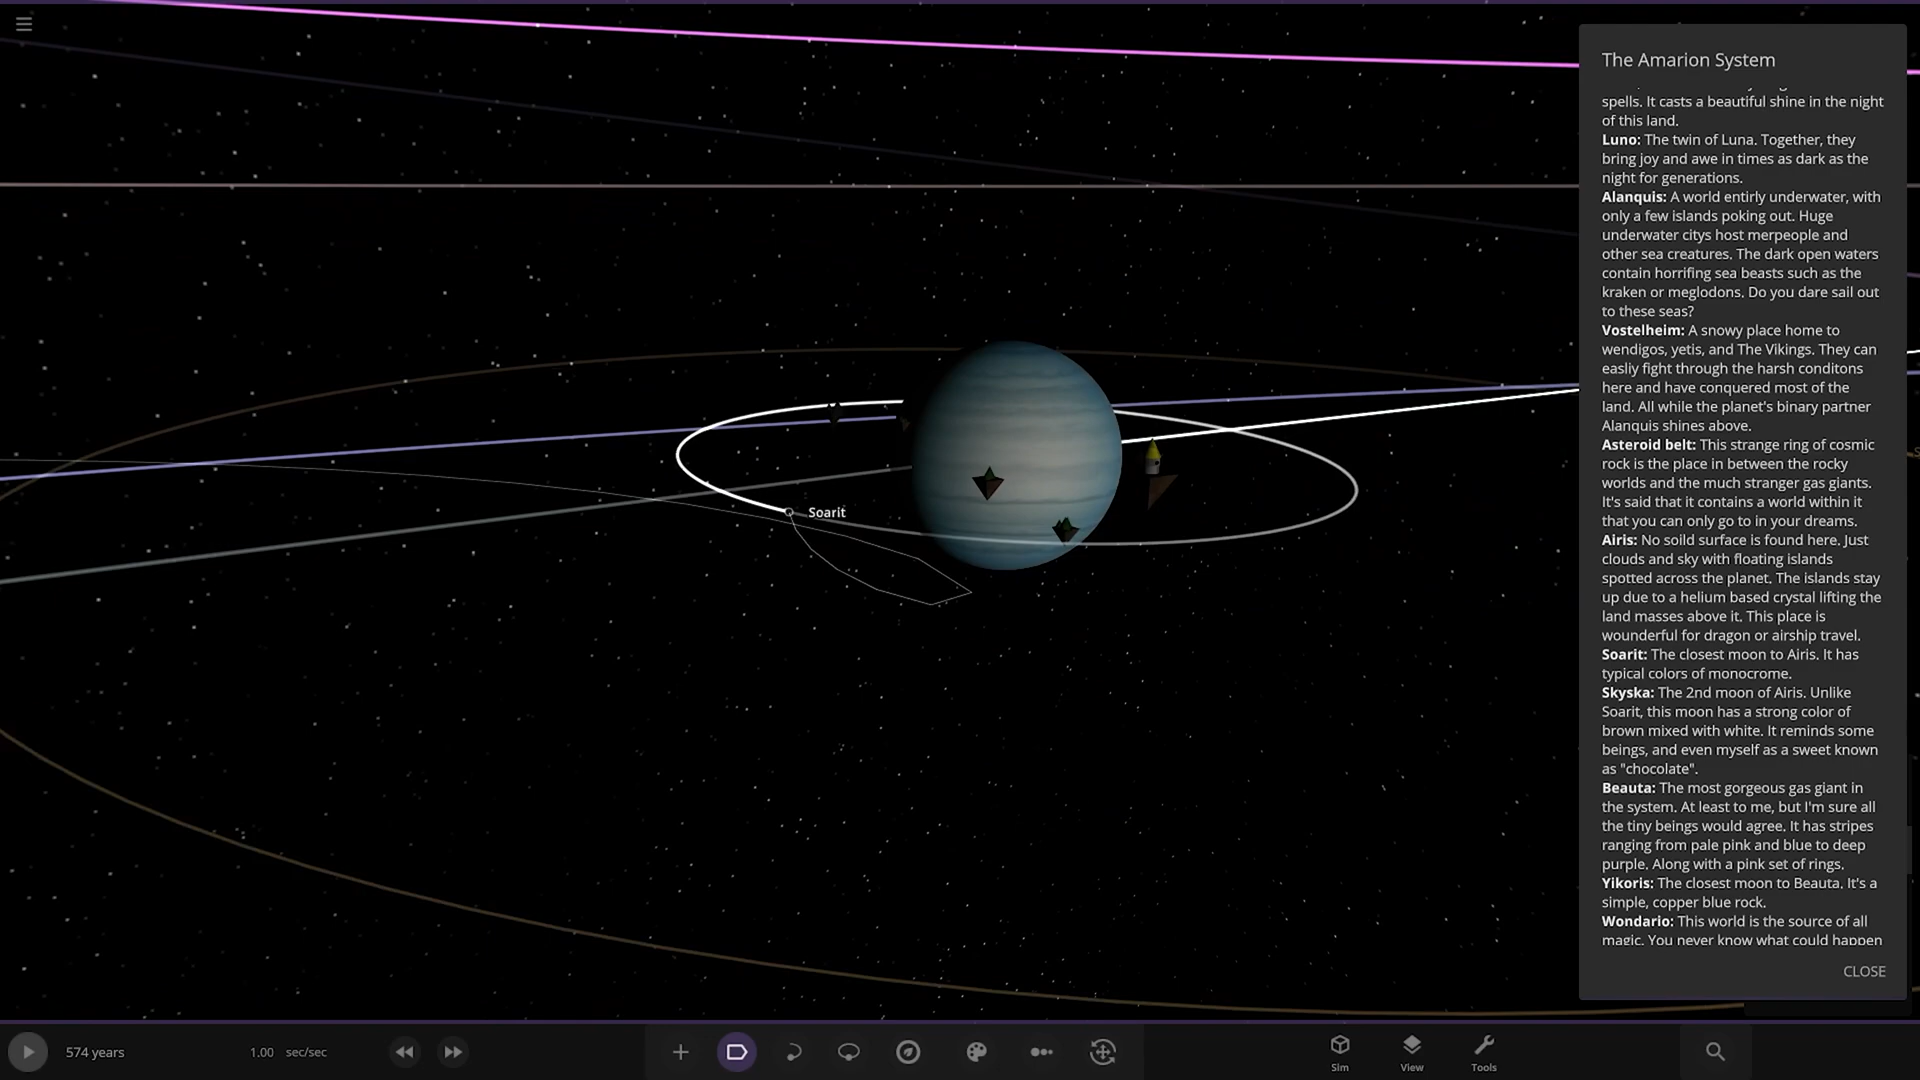 The Amarion System
spells. It casts a beautiful shine in the night
of this land.
Luno: The twin of Luna. Together, they
bring joy and awe in times as dark as the
night for generations.
Alanquis: A world entirly underwater, with
only a few islands poking out. Huge
underwater citys host merpeople and
other sea creatures. The dark open waters
contain horrifing sea beasts such as the
kraken or meglodons. Do you dare sail out
to these seas?
Vostelheim: A snowy place home to
wendigos, yetis, and The Vikings. They can
easliy fight through the harsh conditons
here and have conquered most of the
land. All while the planet's binary partner
Alanquis shines above.
Asteroid belt: This strange ring of cosmic
rock is the place in between the rocky
worlds and the much stranger gas giants.
It's said that it contains a world within it
that you can only go to in your dreams.
Airis: No soild surface is found here. Just
clouds and sky with floating islands
spotted across the planet. The islands stay
up due to a helium based crystal lifting the
land masses above it. This place is
wounderful for dragon or airship travel.
Soarit: The closest moon to Airis. It has
typical colors of monocrome.
Skyska: The 2nd moon of Airis. Unlike
Soarit, this moon has a strong color of
brown mixed with white. It reminds some
beings, and even myself as a sweet known
as "chocolate".
Beauta: The most gorgeous gas giant in
the system. At least to me, but I'm sure all
the tiny beings would agree. It has stripes
ranging from pale pink and blue to deep
purple. Along with a pink set of rings.
Yikoris: The closest moon to Beauta. It's a
simple, copper blue rock.
Wondario: This world is the source of all
magic. You never know what could happen
CLOSE
Soarit
574 years
1.00 sec/sec
Sim
View
Tools